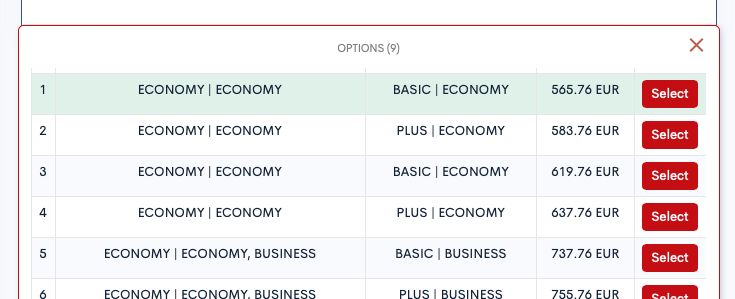 OPTIONS (9)
1 ECONOMY | ECONOMY BASIC | ECONOMY 565.76 EUR Select
2 ECONOMY | ECONOMY PLUS | ECONOMY 583.76 EUR Select
3 ECONOMY | ECONOMY BASIC | ECONOMY 619.76 EUR Select
4 ECONOMY | ECONOMY PLUS | ECONOMY 637.76 EUR Select
5 ECONOMY | ECONOMY, BUSINESS BASIC | BUSINESS 737.76 EUR Select
6 ECONOMY | ECONOMY, BUSINESS PLUS | BUSINESS 755.76 EUR Select